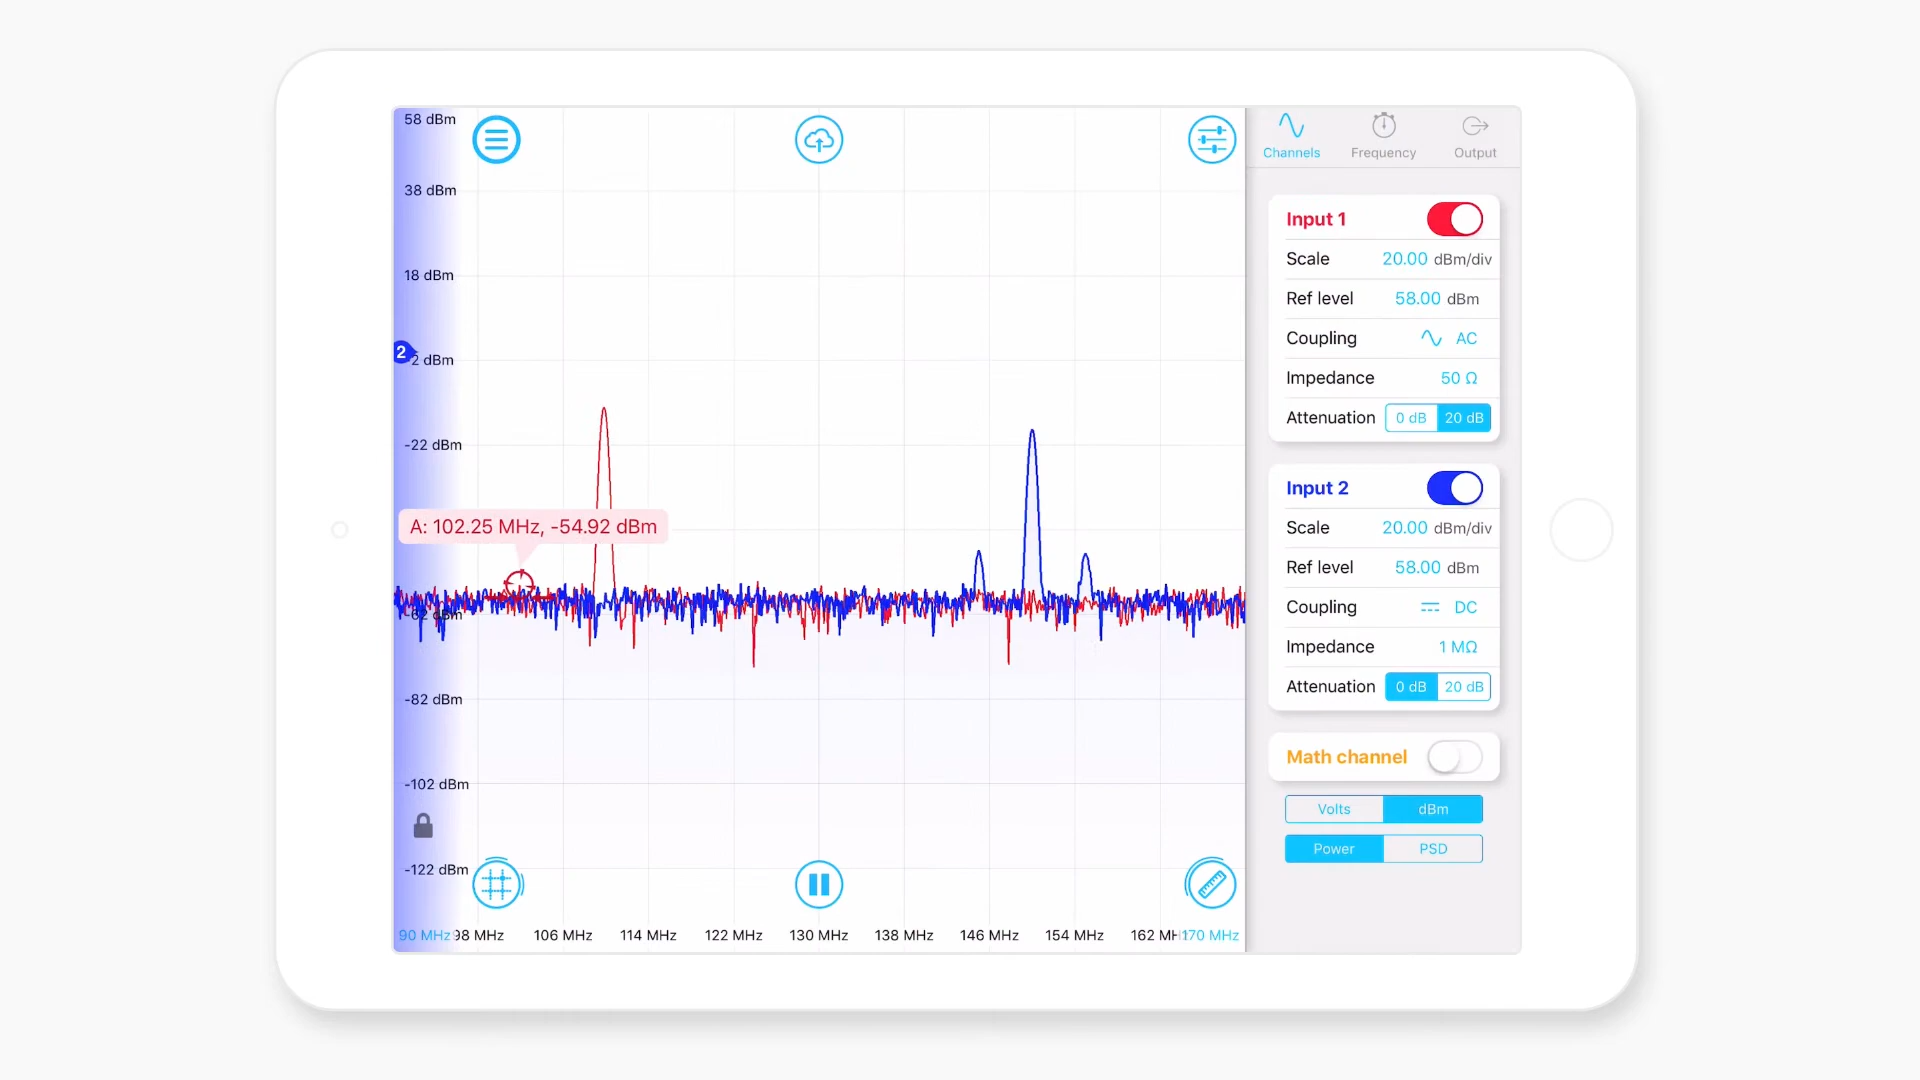 58 dBm
38 dBm
18 dBm
2
-2 dBm
-22 dBm
A: 102.25 MHz, -54.92 dBm
-62 dBm
-82 dBm
-102 dBm
-122 dBm
90 MHz 98 MHz 106 MHz 114 MHz 122 MHz 130 MHz 138 MHz 146 MHz 154 MHz 162 MH 170 MHz
Channels Frequency Output
Input 1
Scale 20.00 dBm/div
Ref level 58.00 dBm
Coupling AC
Impedance 50 Ω
Attenuation 0 dB 20 dB
Input 2
Scale 20.00 dBm/div
Ref level 58.00 dBm
Coupling DC
Impedance 1 MΩ
Attenuation 0 dB 20 dB
Math channel
Volts dBm
Power PSD